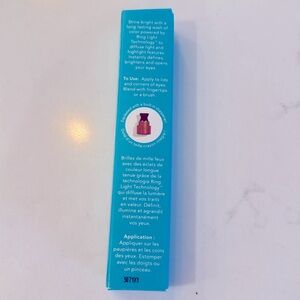 Shine bright with a
long lasting wash of
color powered by
Ring Light
Technology™ to
diffuse light and
highlight features.
Instantly defines,
brightens and opens
your eyes.
To Use: Apply to lids
and corners of eyes.
Blend with fingertips
or a brush.
Brillez de mille feux
avec des éclats de
couleur longue
tenue grâce de la
technologie Ring
Light Technology™
qui diffuse la lumière
et met vos traits
en valeur. Définit,
illumine et agrandit
instantanément
vos yeux.
Application :
Appliquer sur les
paupières et les coins
des yeux. Estomper
avec les doigts ou
un pinceau.